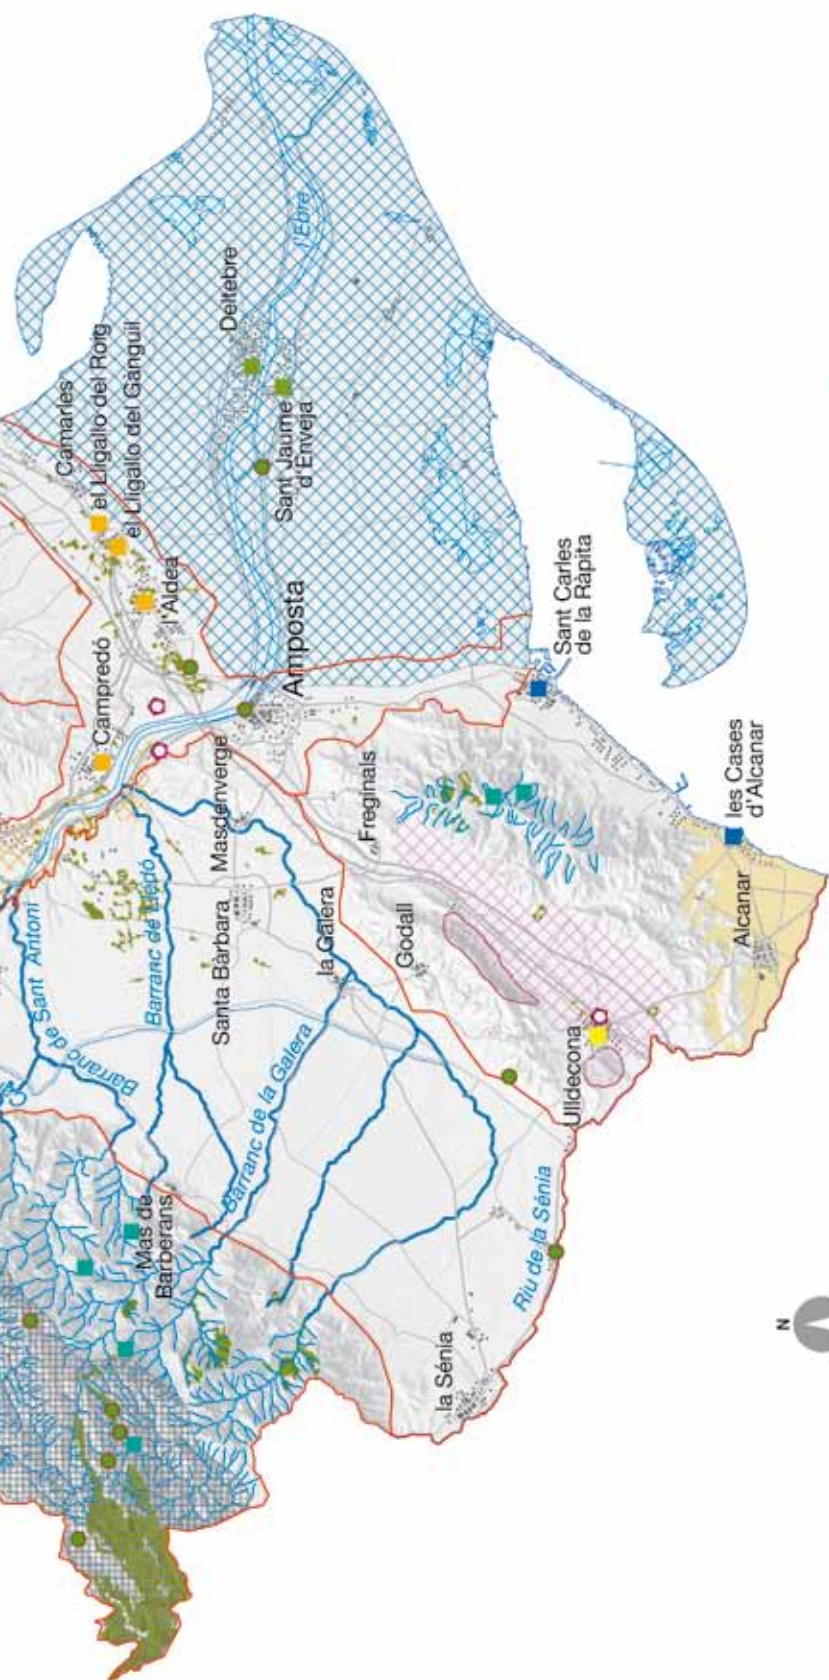 Camarles
el Lligallo del Roig
el Lligallo del Gànguil
l'Aldea
Campredó
Deltebre
l'Ebre
Sant Jaume
d'Enveja
Amposta
Masdenverge
Freginals
Sant Carles
de la Ràpita
les Cases
d'Alcanar
Alcanar
Barranc de Sant Antoni
Barranc de Lledó
Santa Bàrbara
la Galera
Godall
Ulldecona
Barranc
Barranc de la Galera
Mas de
Barberans
Riu de la Sénia
la Sénia
N